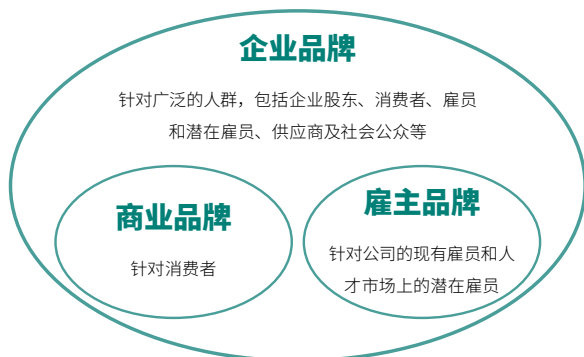 企业品牌
针对广泛的人群，包括企业股东、消费者、雇员
和潜在雇员、供应商及社会公众等
商业品牌
针对消费者
雇主品牌
针对公司的现有雇员和人
才市场上的潜在雇员